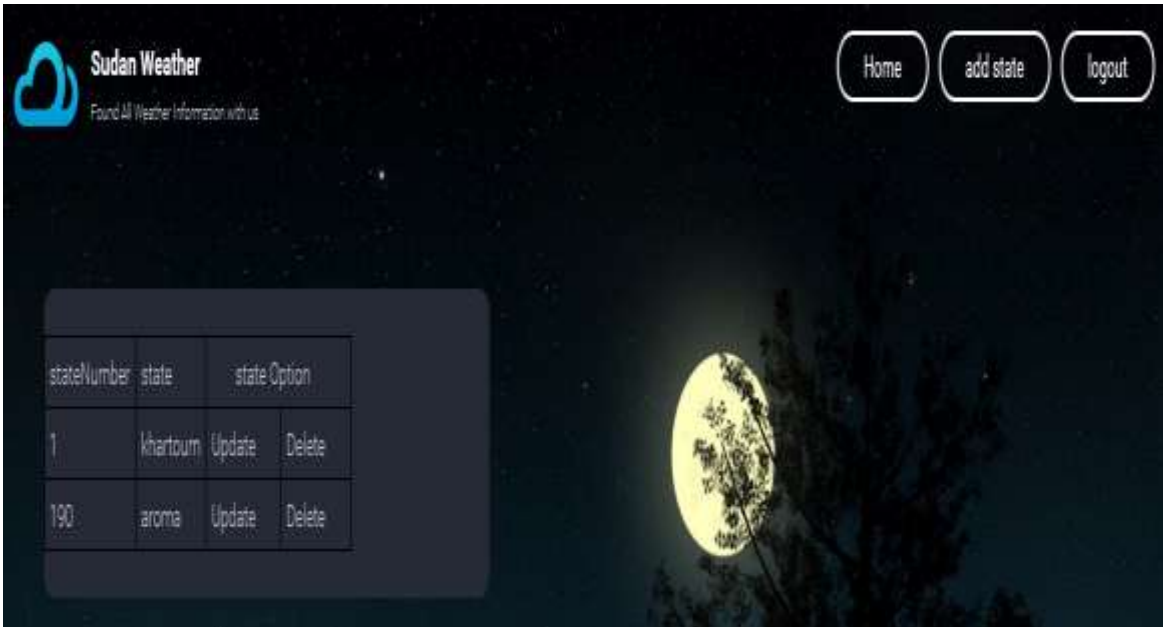 Sudan Weather
Found All Weather Information with us
Home add state logout
stateNumber state state Option
1 khartoum Update Delete
190 aroma Update Delete